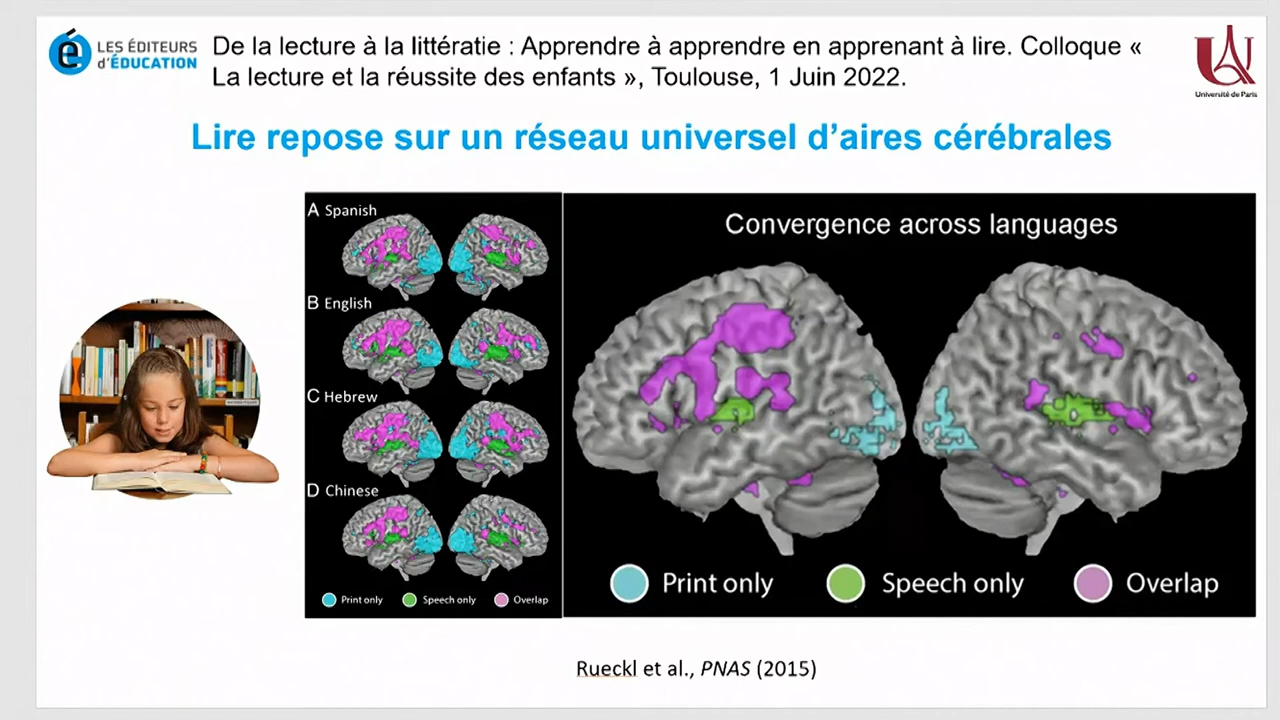 LES ÉDITEURS
d'ÉDUCATION
De la lecture à la littératie : Apprendre à apprendre en apprenant à lire. Colloque «
La lecture et la réussite des enfants », Toulouse, 1 Juin 2022.
Université de Paris
Lire repose sur un réseau universel d'aires cérébrales
A Spanish
B English
C Hebrew
D Chinese
Print only Speech only Overlap
Convergence across languages
Print only Speech only Overlap
Rueckl et al., PNAS (2015)